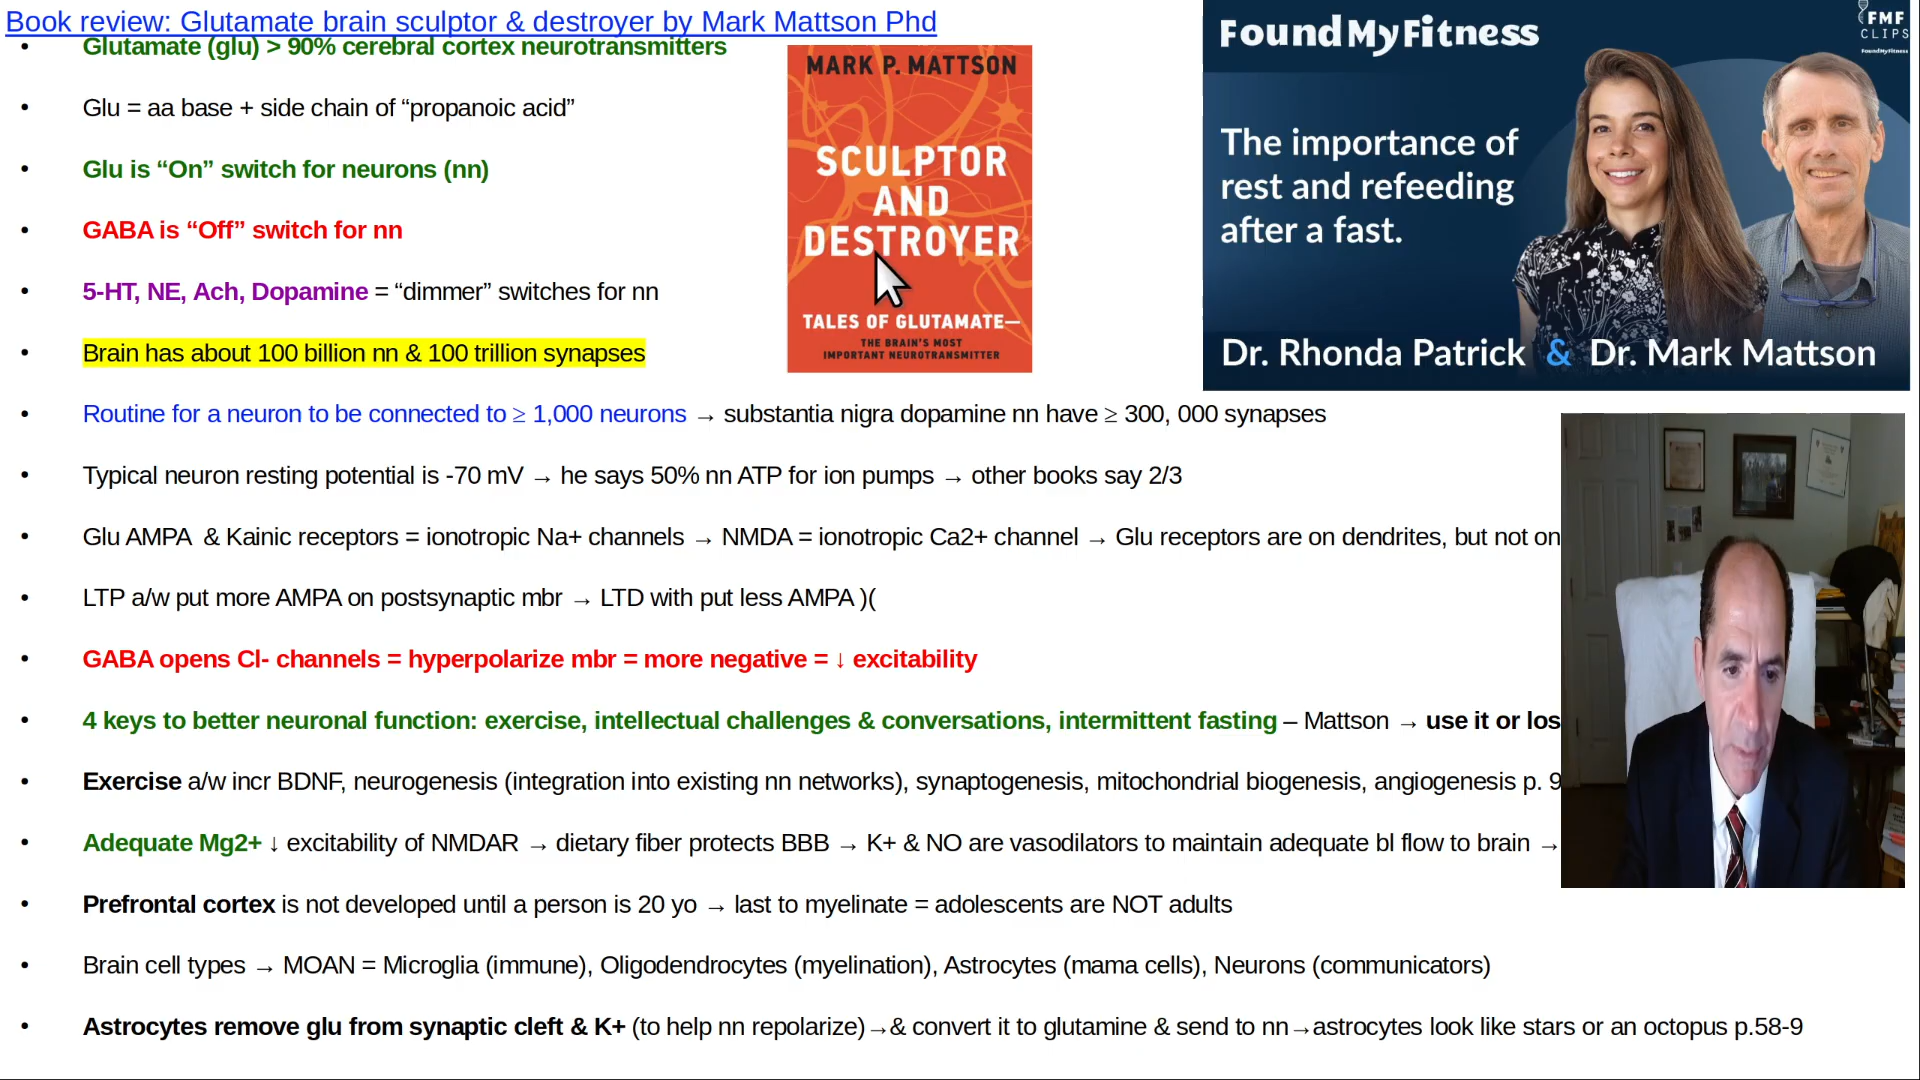 Book review: Glutamate brain sculptor & destroyer by Mark Mattson Phd
• Glutamate (glu) > 90% cerebral cortex neurotransmitters
• Glu = aa base + side chain of “propanoic acid”
• Glu is “On” switch for neurons (nn)
• GABA is “Off” switch for nn
• 5-HT, NE, Ach, Dopamine = “dimmer” switches for nn
• Brain has about 100 billion nn & 100 trillion synapses
• Routine for a neuron to be connected to ≥ 1,000 neurons → substantia nigra dopamine nn have ≥ 300, 000 synapses
• Typical neuron resting potential is -70 mV → he says 50% nn ATP for ion pumps → other books say 2/3
• Glu AMPA & Kainic receptors = ionotropic Na+ channels → NMDA = ionotropic Ca2+ channel → Glu receptors are on dendrites, but not on
• LTP a/w put more AMPA on postsynaptic mbr → LTD with put less AMPA )(
• GABA opens Cl- channels = hyperpolarize mbr = more negative = ↓ excitability
• 4 keys to better neuronal function: exercise, intellectual challenges & conversations, intermittent fasting – Mattson → use it or los
• Exercise a/w incr BDNF, neurogenesis (integration into existing nn networks), synaptogenesis, mitochondrial biogenesis, angiogenesis p. 9
• Adequate Mg2+ ↓ excitability of NMDAR → dietary fiber protects BBB → K+ & NO are vasodilators to maintain adequate bl flow to brain →
• Prefrontal cortex is not developed until a person is 20 yo → last to myelinate = adolescents are NOT adults
• Brain cell types → MOAN = Microglia (immune), Oligodendrocytes (myelination), Astrocytes (mama cells), Neurons (communicators)
• Astrocytes remove glu from synaptic cleft & K+ (to help nn repolarize)→& convert it to glutamine & send to nn→astrocytes look like stars or an octopus p.58-9
MARK P. MATTSON
SCULPTOR
AND
DESTROYER
TALES OF GLUTAMATE—
THE BRAIN'S MOST
IMPORTANT NEUROTRANSMITTER
FoundMyFitness
FMF
CLIPS
FoundMyFitness
The importance of
rest and refeeding
after a fast.
Dr. Rhonda Patrick & Dr. Mark Mattson